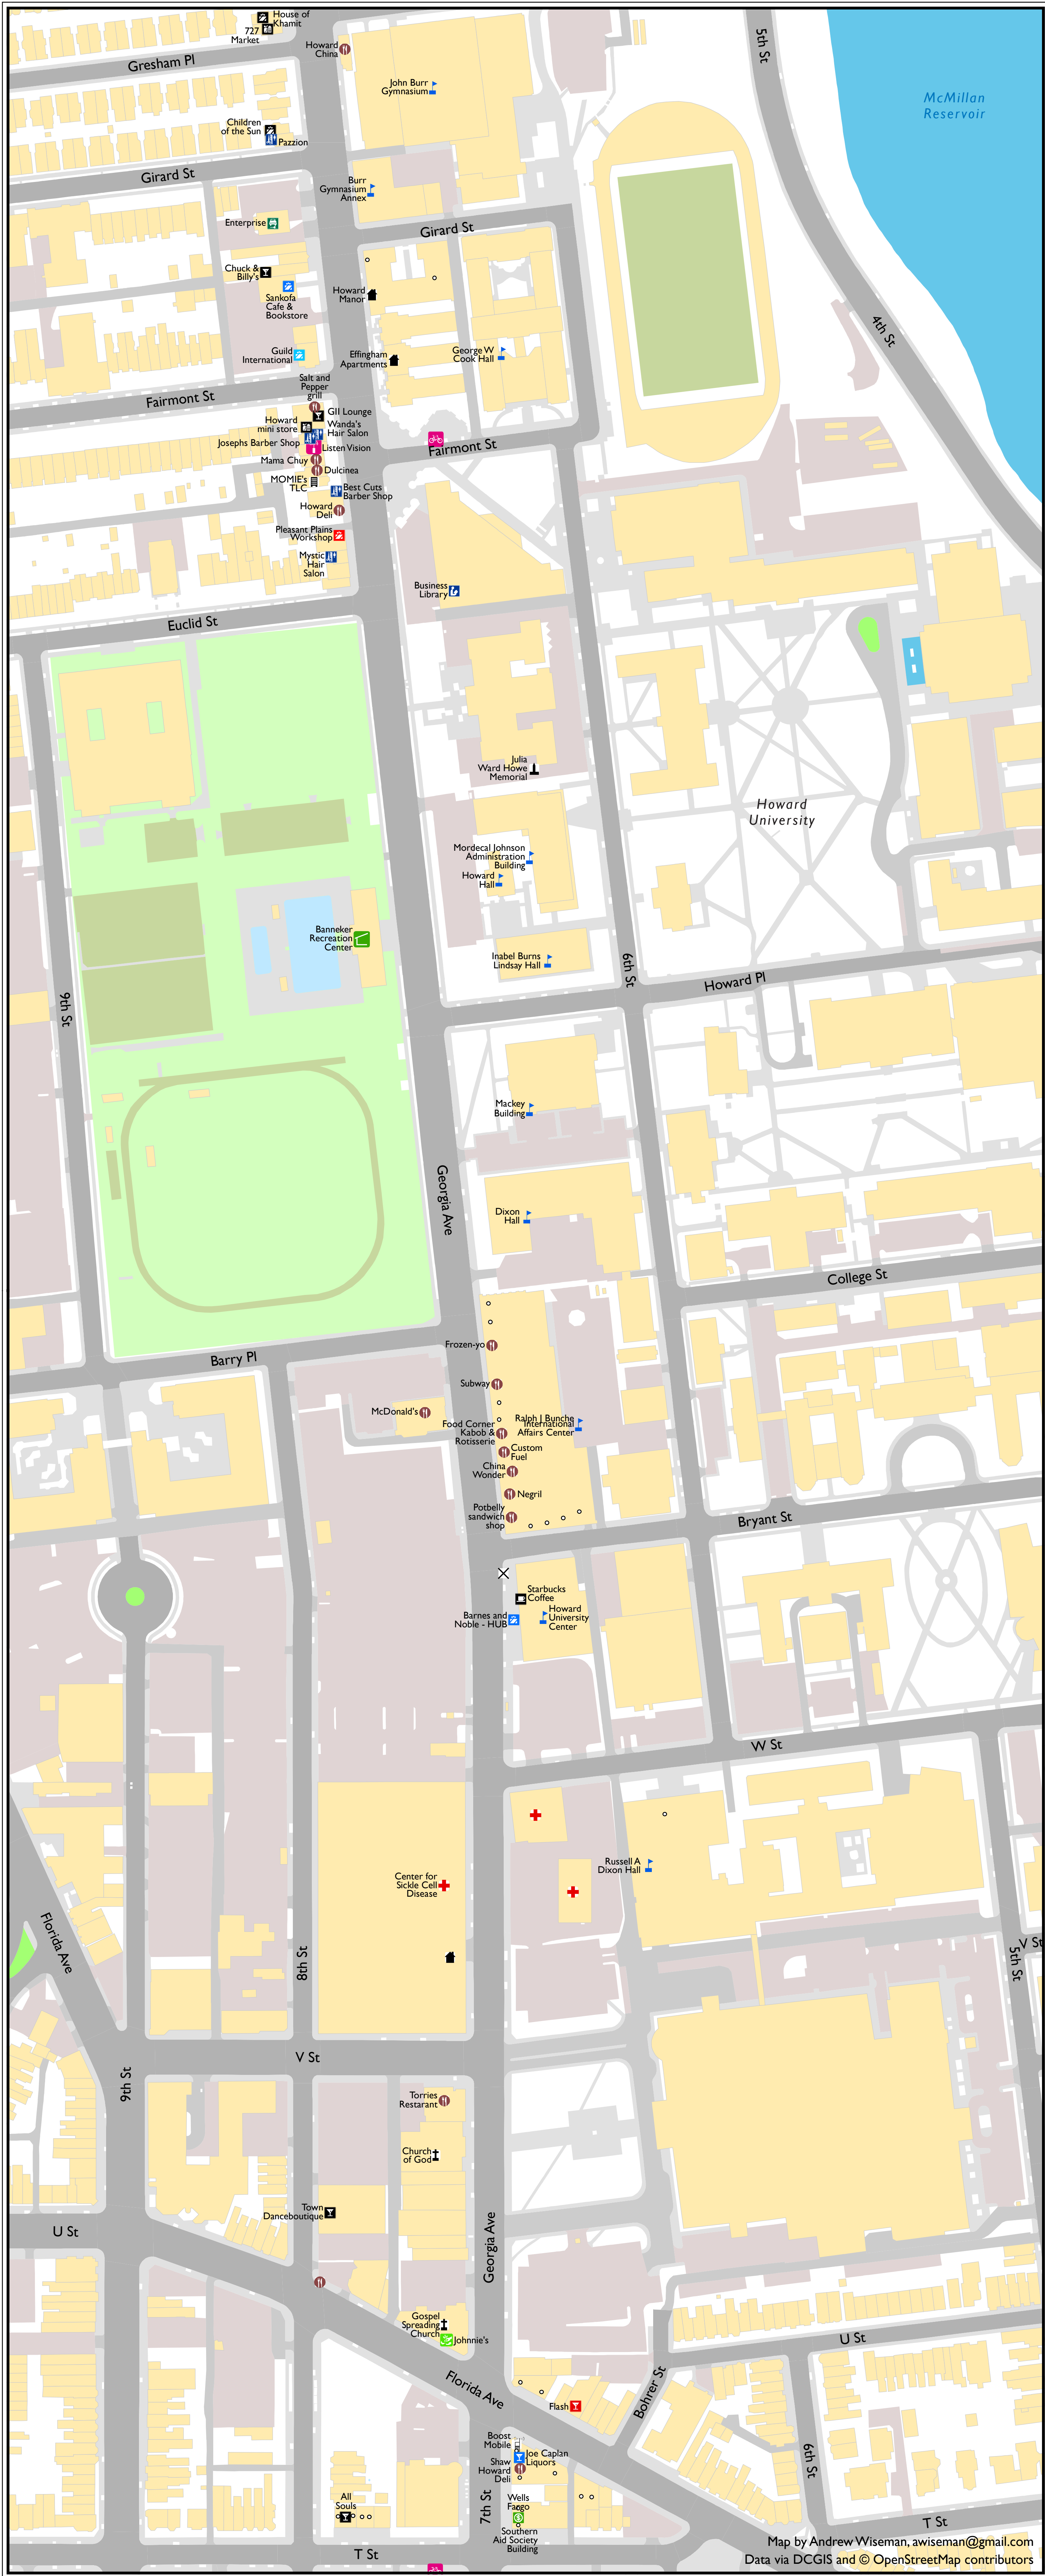 House of
Khamit
727
Market
Howard
China
5th St
Gresham Pl
John Burr
Gymnasium
McMillan
Reservoir
Children
of the Sun
Pazzion
Girard St
Burr
Gymnasium
Annex
Enterprise
Girard St
Chuck &
Billy's
Sankofa
Cafe &
Bookstore
Howard
Manor
4th St
Guild
International
Effingham
Apartments
George W
Cook Hall
Salt and
Pepper
grill
Fairmont St
GII Lounge
Howard
mini store
Wanda's
Hair Salon
Josephs Barber Shop
Listen Vision
Fairmont St
Mama Chuy
Dulcinea
MOMIE's
TLC
Best Cuts
Barber Shop
Howard
Deli
Pleasant Plains
Workshop
Mystic
Hair
Salon
Business
Library
Euclid St
Julia
Ward Howe
Memorial
Howard
University
Mordecal Johnson
Administration
Building
Howard
Hall
Banneker
Recreation
Center
Inabel Burns
Lindsay Hall
6th St
Howard Pl
9th St
Mackey
Building
Georgia Ave
Dixon
Hall
College St
Frozen-yo
Barry Pl
Subway
McDonald's
Food Corner
Kabob &
Rotisserie
Ralph J Bunche
International
Affairs Center
Custom
Fuel
China
Wonder
Negril
Potbelly
sandwich
shop
Bryant St
Starbucks
Coffee
Barnes and
Noble - HUB
Howard
University
Center
W St
Russell A
Dixon Hall
Center for
Sickle Cell
Disease
Florida Ave
8th St
V St
5th St
V St
9th St
Torries
Restarant
Church
of God
Town
Danceboutique
U St
Georgia Ave
Gospel
Spreading
Church
Johnnie's
U St
Florida Ave
Bohrer St
Flash
Boost
Mobile
Joe Caplan
Liquors
Shaw
Howard
Deli
6th St
All
Souls
7th St
Wells
Fargo
Southern
Aid Society
Building
T St
T St
Map by Andrew Wiseman, awiseman@gmail.com
Data via DCGIS and © OpenStreetMap contributors